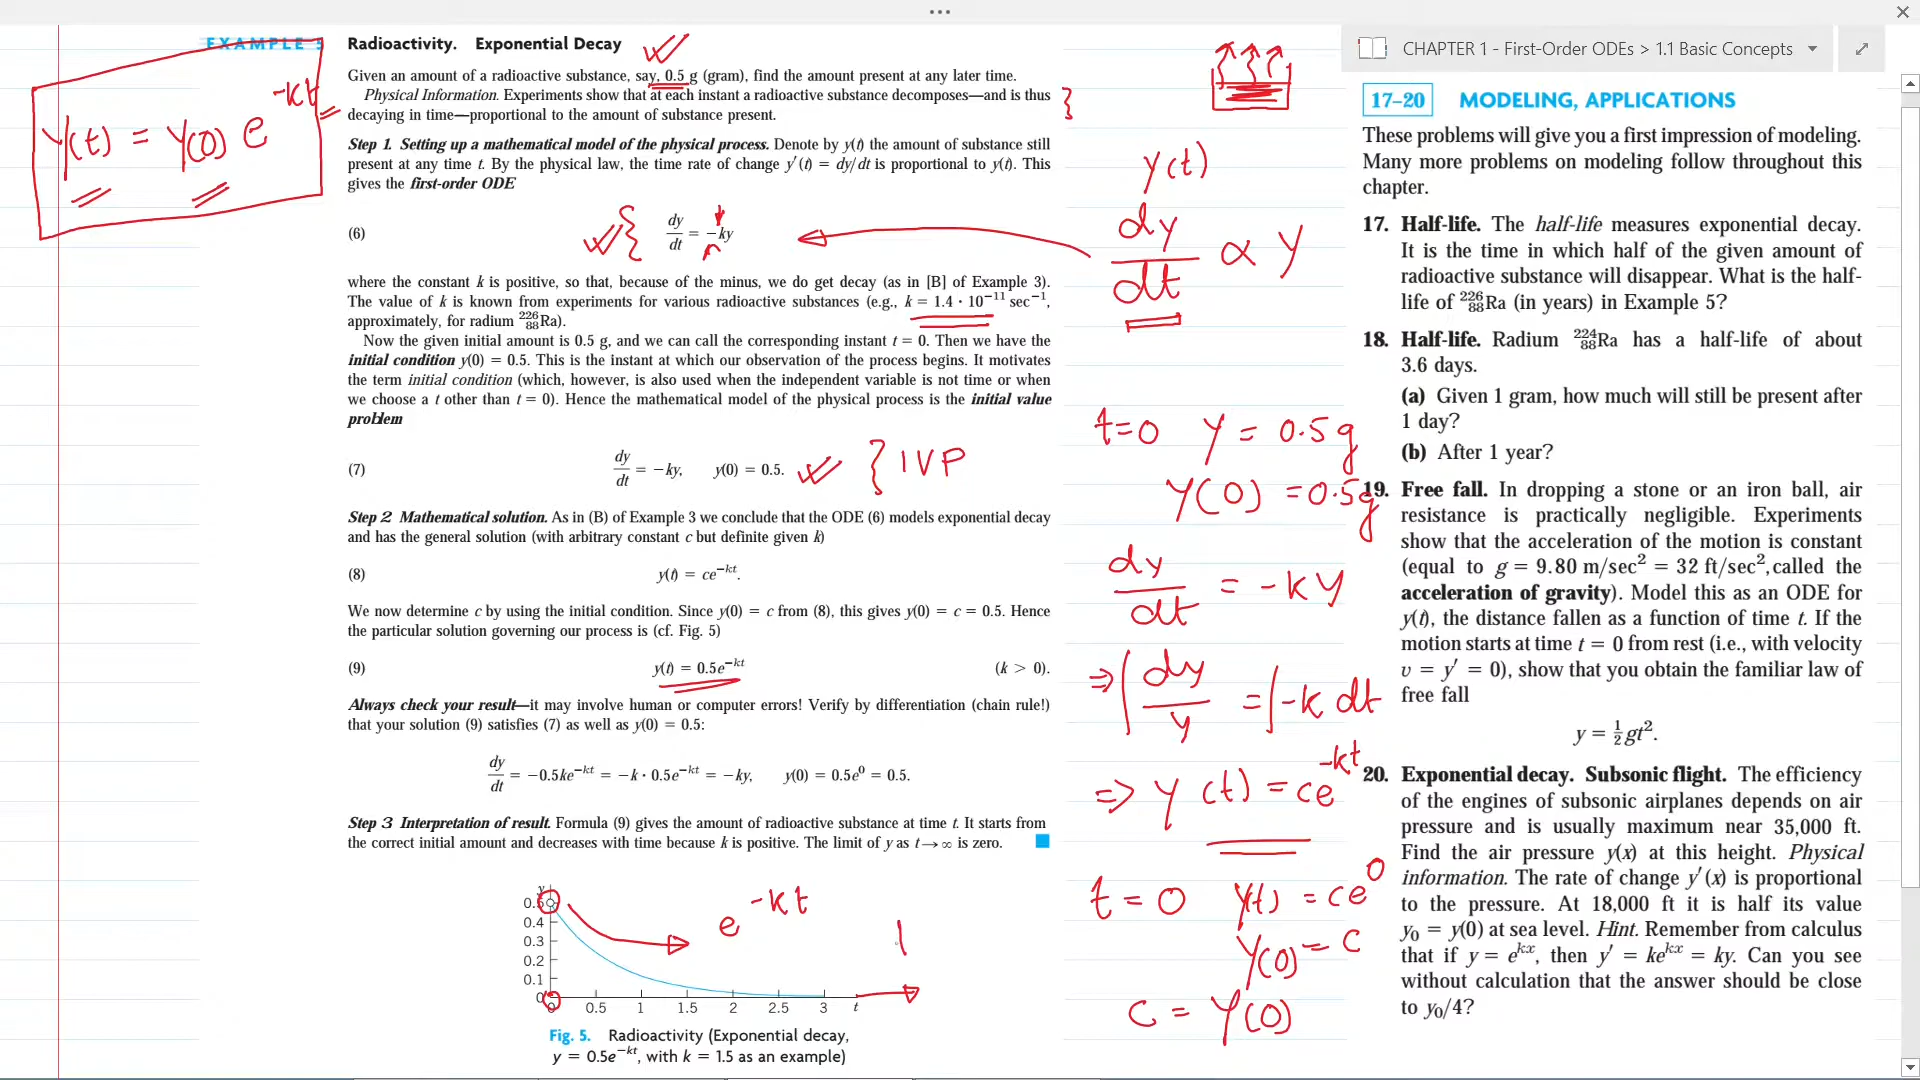 CHAPTER 1 - First-Order ODEs > 1.1 Basic Concepts
EXAMPLE 5
Radioactivity. Exponential Decay
Given an amount of a radioactive substance, say, 0.5 g (gram), find the amount present at any later time.
Physical Information. Experiments show that at each instant a radioactive substance decomposes—and is thus
decaying in time—proportional to the amount of substance present.
Step 1. Setting up a mathematical model of the physical process. Denote by y(t) the amount of substance still
present at any time t. By the physical law, the time rate of change y′(t) = dy/dt is proportional to y(t). This
gives the first-order ODE
(6) dy/dt = −ky
where the constant k is positive, so that, because of the minus, we do get decay (as in [B] of Example 3).
The value of k is known from experiments for various radioactive substances (e.g., k = 1.4 · 10⁻¹¹ sec⁻¹,
approximately, for radium ²²⁶₈₈Ra).
Now the given initial amount is 0.5 g, and we can call the corresponding instant t = 0. Then we have the
initial condition y(0) = 0.5. This is the instant at which our observation of the process begins. It motivates
the term initial condition (which, however, is also used when the independent variable is not time or when
we choose a t other than t = 0). Hence the mathematical model of the physical process is the initial value
problem
(7) dy/dt = −ky, y(0) = 0.5.
} IVP
Step 2 Mathematical solution. As in (B) of Example 3 we conclude that the ODE (6) models exponential decay
and has the general solution (with arbitrary constant c but definite given k)
(8) y(t) = ce⁻ᵏᵗ.
We now determine c by using the initial condition. Since y(0) = c from (8), this gives y(0) = c = 0.5. Hence
the particular solution governing our process is (cf. Fig. 5)
(9) y(t) = 0.5e⁻ᵏᵗ (k > 0).
Always check your result—it may involve human or computer errors! Verify by differentiation (chain rule!)
that your solution (9) satisfies (7) as well as y(0) = 0.5:
dy/dt = −0.5ke⁻ᵏᵗ = −k · 0.5e⁻ᵏᵗ = −ky, y(0) = 0.5e⁰ = 0.5.
Step 3 Interpretation of result. Formula (9) gives the amount of radioactive substance at time t. It starts from
the correct initial amount and decreases with time because k is positive. The limit of y as t → ∞ is zero.
y
0.5
0.4
0.3
0.2
0.1
0
0 0.5 1 1.5 2 2.5 3 t
e⁻ᵏᵗ
Fig. 5. Radioactivity (Exponential decay,
y = 0.5e⁻ᵏᵗ, with k = 1.5 as an example)
y(t) = y(0) e⁻ᵏᵗ
y(t)
dy/dt ∝ y
t=0 y = 0.5g
y(0) = 0.5g
dy/dt = -ky
⇒ ∫ dy/y = ∫ -k dt
⇒ y(t) = ce⁻ᵏᵗ
t = 0 y(t) = ce⁰
y(0) = c
c = y(0)
17–20 MODELING, APPLICATIONS
These problems will give you a first impression of modeling.
Many more problems on modeling follow throughout this
chapter.
17. Half-life. The half-life measures exponential decay.
It is the time in which half of the given amount of
radioactive substance will disappear. What is the half-
life of ²²⁶₈₈Ra (in years) in Example 5?
18. Half-life. Radium ²²⁴₈₈Ra has a half-life of about
3.6 days.
(a) Given 1 gram, how much will still be present after
1 day?
(b) After 1 year?
19. Free fall. In dropping a stone or an iron ball, air
resistance is practically negligible. Experiments
show that the acceleration of the motion is constant
(equal to g = 9.80 m/sec² = 32 ft/sec², called the
acceleration of gravity). Model this as an ODE for
y(t), the distance fallen as a function of time t. If the
motion starts at time t = 0 from rest (i.e., with velocity
v = y′ = 0), show that you obtain the familiar law of
free fall
y = ½gt².
20. Exponential decay. Subsonic flight. The efficiency
of the engines of subsonic airplanes depends on air
pressure and is usually maximum near 35,000 ft.
Find the air pressure y(x) at this height. Physical
information. The rate of change y′(x) is proportional
to the pressure. At 18,000 ft it is half its value
y₀ = y(0) at sea level. Hint. Remember from calculus
that if y = eᵏˣ, then y′ = keᵏˣ = ky. Can you see
without calculation that the answer should be close
to y₀/4?